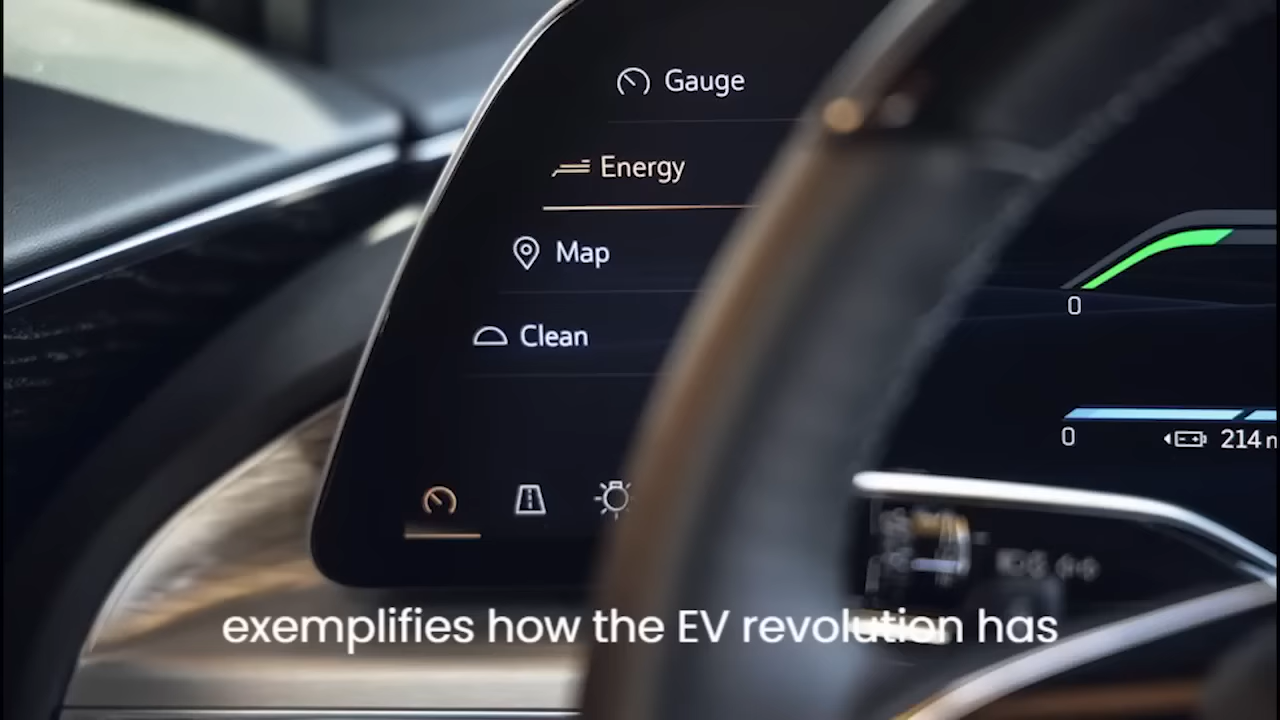 Gauge
Energy
Map
Clean
0
0
214
exemplifies how the EV revolution has